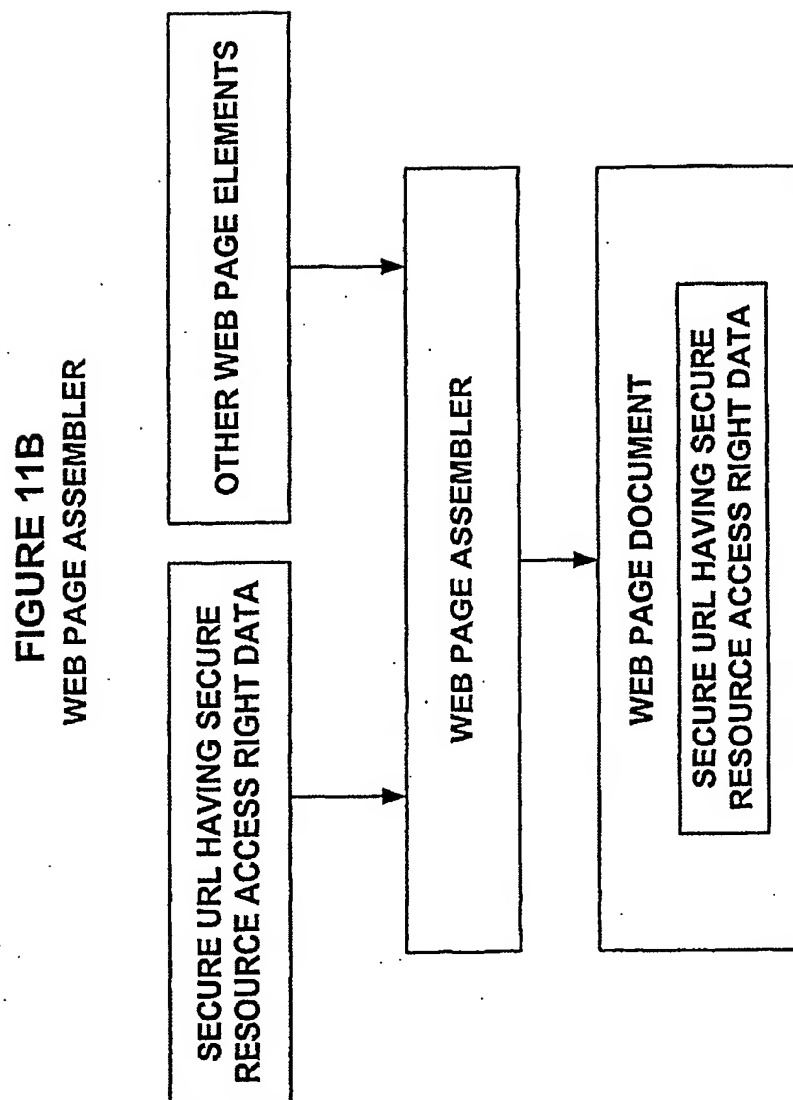 FIGURE 11B
WEB PAGE ASSEMBLER
SECURE URL HAVING SECURE
RESOURCE ACCESS RIGHT DATA
OTHER WEB PAGE ELEMENTS
WEB PAGE ASSEMBLER
WEB PAGE DOCUMENT
SECURE URL HAVING SECURE
RESOURCE ACCESS RIGHT DATA